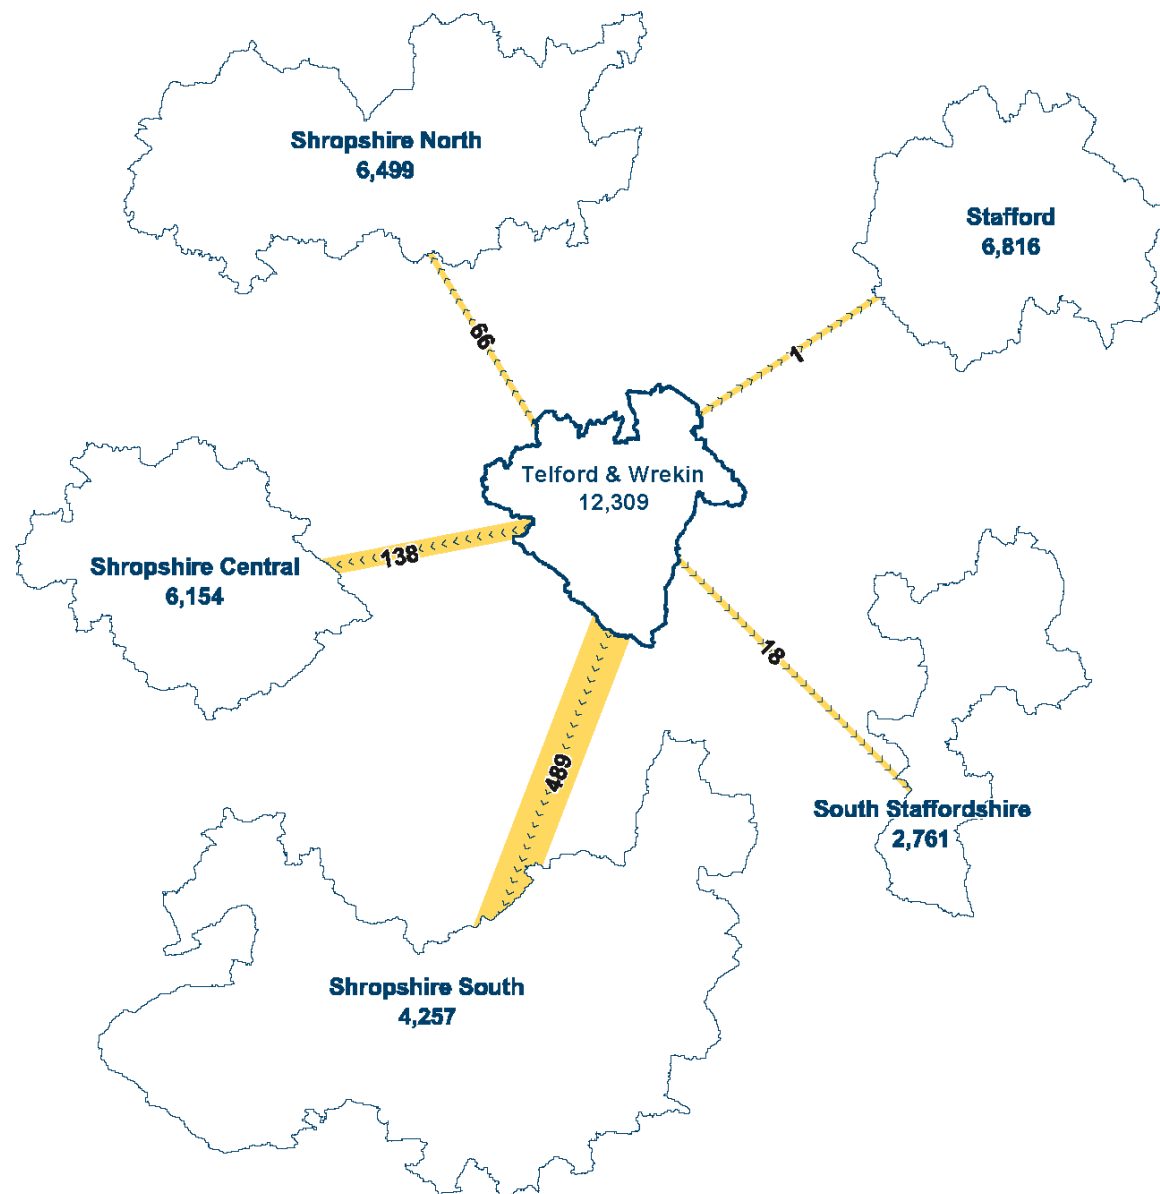 Shropshire North
6,499
Stafford
6,816
66
1
Telford & Wrekin
12,309
138
Shropshire Central
6,154
18
489
South Staffordshire
2,761
Shropshire South
4,257